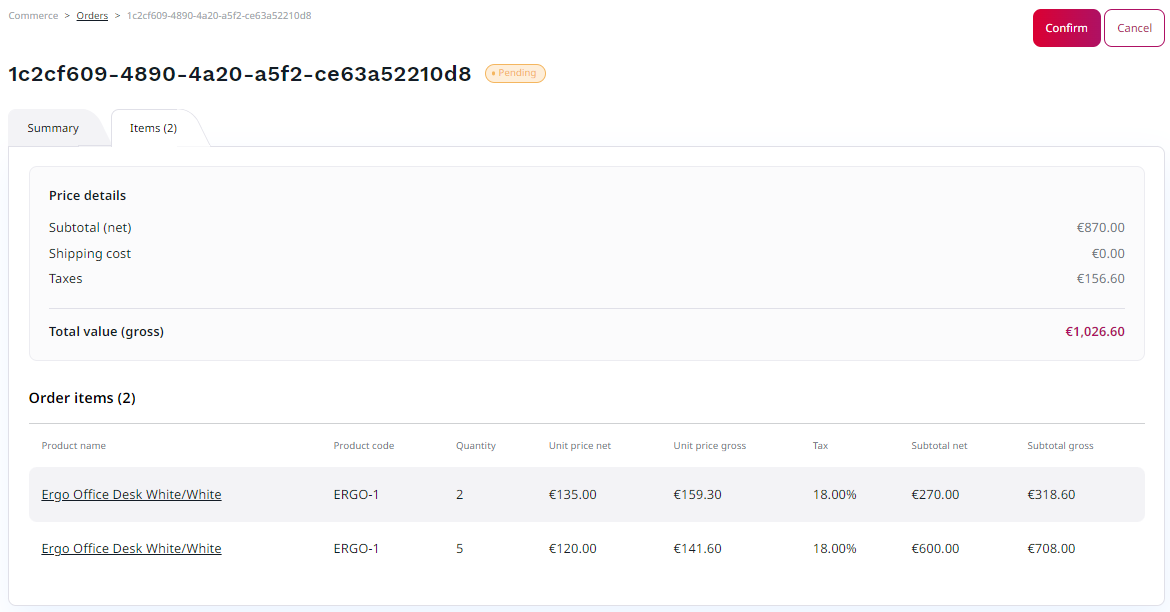 Commerce > Orders > 1c2cf609-4890-4a20-a5f2-ce63a52210d8
Confirm
Cancel
1c2cf609-4890-4a20-a5f2-ce63a52210d8
Pending
Summary
Items (2)
Price details
Subtotal (net) €870.00
Shipping cost €0.00
Taxes €156.60
Total value (gross) €1,026.60
Order items (2)
Product name Product code Quantity Unit price net Unit price gross Tax Subtotal net Subtotal gross
Ergo Office Desk White/White ERGO-1 2 €135.00 €159.30 18.00% €270.00 €318.60
Ergo Office Desk White/White ERGO-1 5 €120.00 €141.60 18.00% €600.00 €708.00